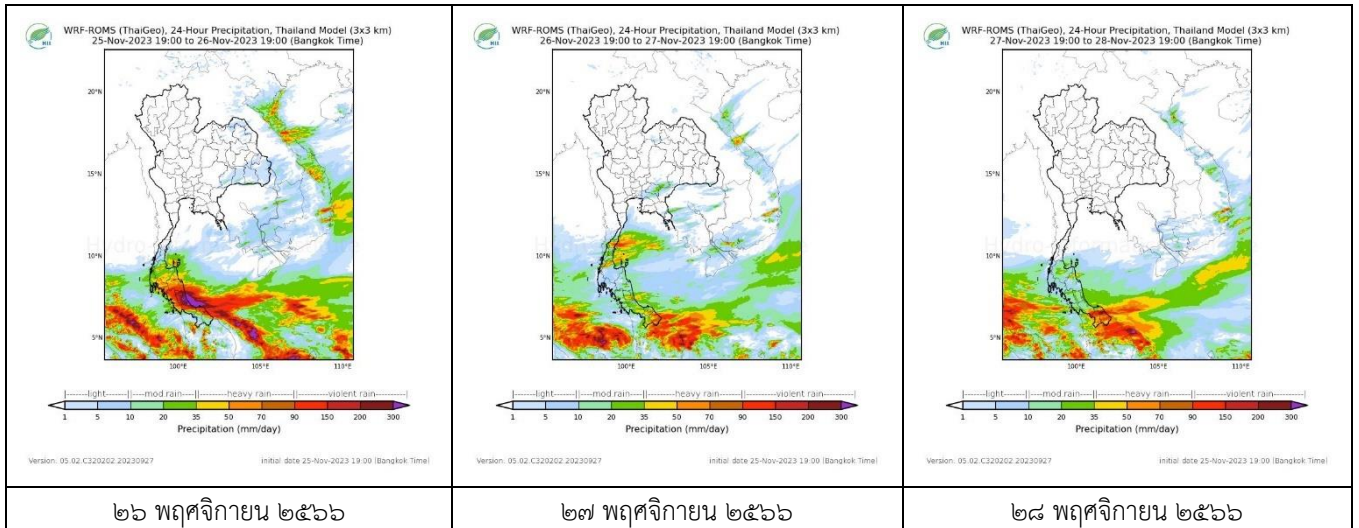 WRF-ROMS (ThaiGeo), 24-Hour Precipitation, Thailand Model (3x3 km)
25-Nov-2023 19:00 to 26-Nov-2023 19:00 (Bangkok Time)
20°N
15°N
10°N
5°N
100°E 105°E 110°E
light mod.rain heavy rain violent rain
1 5 10 20 35 50 70 90 150 200 300
Precipitation (mm/day)
Version: 05.02.C320202.20230927 initial date 25-Nov-2023 19:00 (Bangkok Time)
๒๖ พฤศจิกายน ๒๕๖๖
WRF-ROMS (ThaiGeo), 24-Hour Precipitation, Thailand Model (3x3 km)
26-Nov-2023 19:00 to 27-Nov-2023 19:00 (Bangkok Time)
20°N
15°N
10°N
5°N
100°E 105°E 110°E
light mod.rain heavy rain violent rain
1 5 10 20 35 50 70 90 150 200 300
Precipitation (mm/day)
Version: 05.02.C320202.20230927 initial date 25-Nov-2023 19:00 (Bangkok Time)
๒๗ พฤศจิกายน ๒๕๖๖
WRF-ROMS (ThaiGeo), 24-Hour Precipitation, Thailand Model (3x3 km)
27-Nov-2023 19:00 to 28-Nov-2023 19:00 (Bangkok Time)
20°N
15°N
10°N
5°N
100°E 105°E 110°E
light mod.rain heavy rain violent rain
1 5 10 20 35 50 70 90 150 200 300
Precipitation (mm/day)
Version: 05.02.C320202.20230927 initial date 25-Nov-2023 19:00 (Bangkok Time)
๒๘ พฤศจิกายน ๒๕๖๖